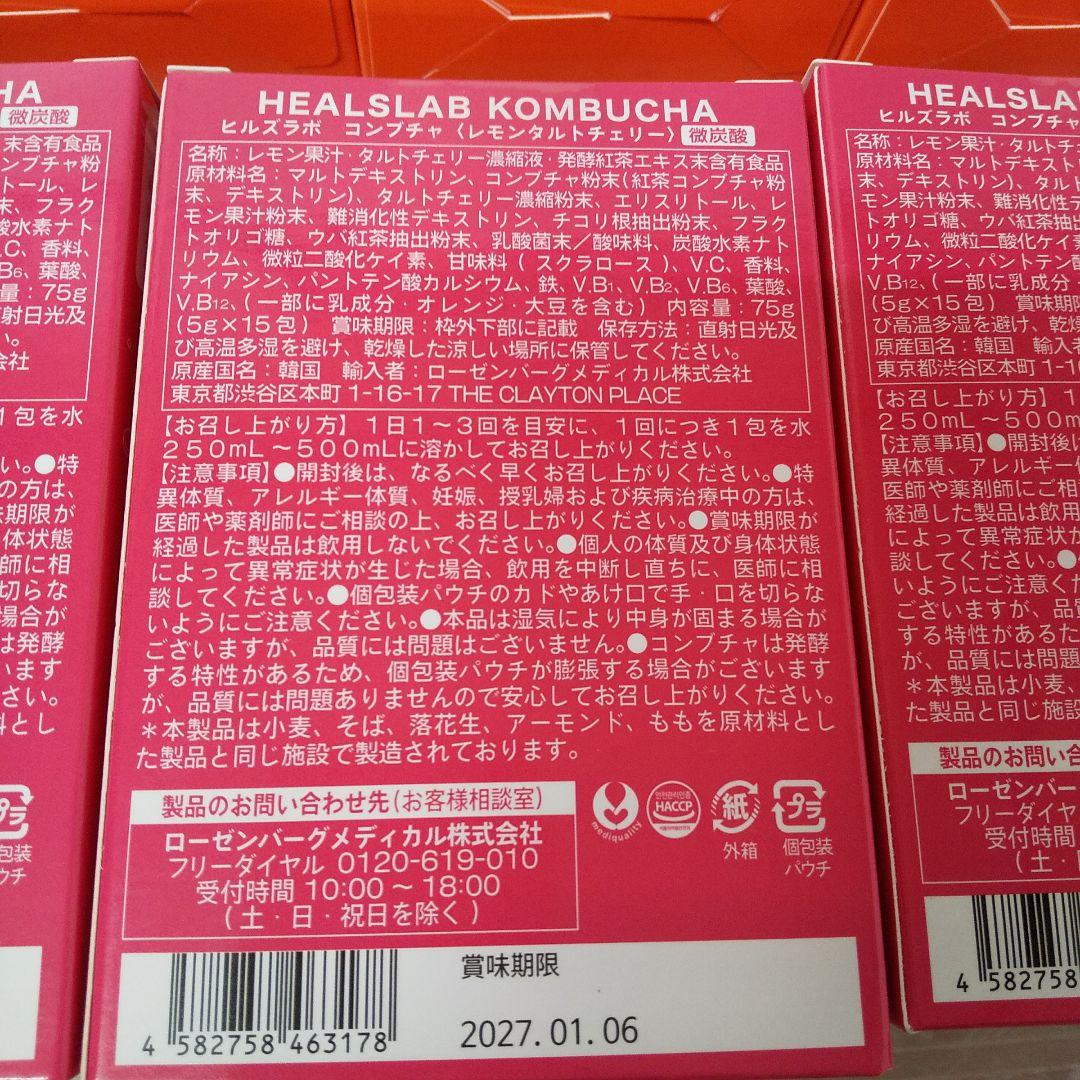 HEALSLAB KOMBUCHA
ヒルズラボ コンブチャ〈レモンタルトチェリー〉 微炭酸
名称：レモン果汁・タルトチェリー濃縮液・発酵紅茶エキス末含有食品
原材料名：マルトデキストリン、コンブチャ粉末(紅茶コンブチャ粉
末、デキストリン)、タルトチェリー濃縮粉末、エリスリトール、レ
モン果汁粉末、難消化性デキストリン、チコリ根抽出粉末、フラク
トオリゴ糖、ウバ紅茶抽出粉末、乳酸菌末／酸味料、炭酸水素ナト
リウム、微粒二酸化ケイ素、甘味料（スクラロース）、V.C、香料、
ナイアシン、パントテン酸カルシウム、鉄、V.B₁、V.B₂、V.B₆、葉酸、
V.B₁₂、(一部に乳成分・オレンジ・大豆を含む) 内容量：75g
(5g×15包) 賞味期限：枠外下部に記載 保存方法：直射日光及
び高温多湿を避け、乾燥した涼しい場所に保管してください。
原産国名：韓国 輸入者：ローゼンバーグメディカル株式会社
東京都渋谷区本町 1-16-17 THE CLAYTON PLACE
【お召し上がり方】1日1～3回を目安に、1回につき1包を水
250mL～500mLに溶かしてお召し上がりください。
【注意事項】●開封後は、なるべく早くお召し上がりください。●特
異体質、アレルギー体質、妊娠、授乳婦および疾病治療中の方は、
医師や薬剤師にご相談の上、お召し上がりください。●賞味期限が
経過した製品は飲用しないでください。●個人の体質及び身体状態
によって異常症状が生じた場合、飲用を中断し直ちに、医師に相
談してください。●個包装パウチのカドやあけ口で手・口を切らな
いようにご注意ください。●本品は湿気により中身が固まる場合が
ございますが、品質には問題はございません。●コンブチャは発酵
する特性があるため、個包装パウチが膨張する場合がございます
が、品質には問題ありませんので安心してお召し上がりください。
＊本製品は小麦、そば、落花生、アーモンド、ももを原材料とし
た製品と同じ施設で製造されております。
製品のお問い合わせ先(お客様相談室)
ローゼンバーグメディカル株式会社
フリーダイヤル 0120-619-010
受付時間 10:00～18:00
(土・日・祝日を除く)
mediquality
HACCP
紙
外箱
プラ
個包装
パウチ
賞味期限
2027.01.06
4 582758 463178